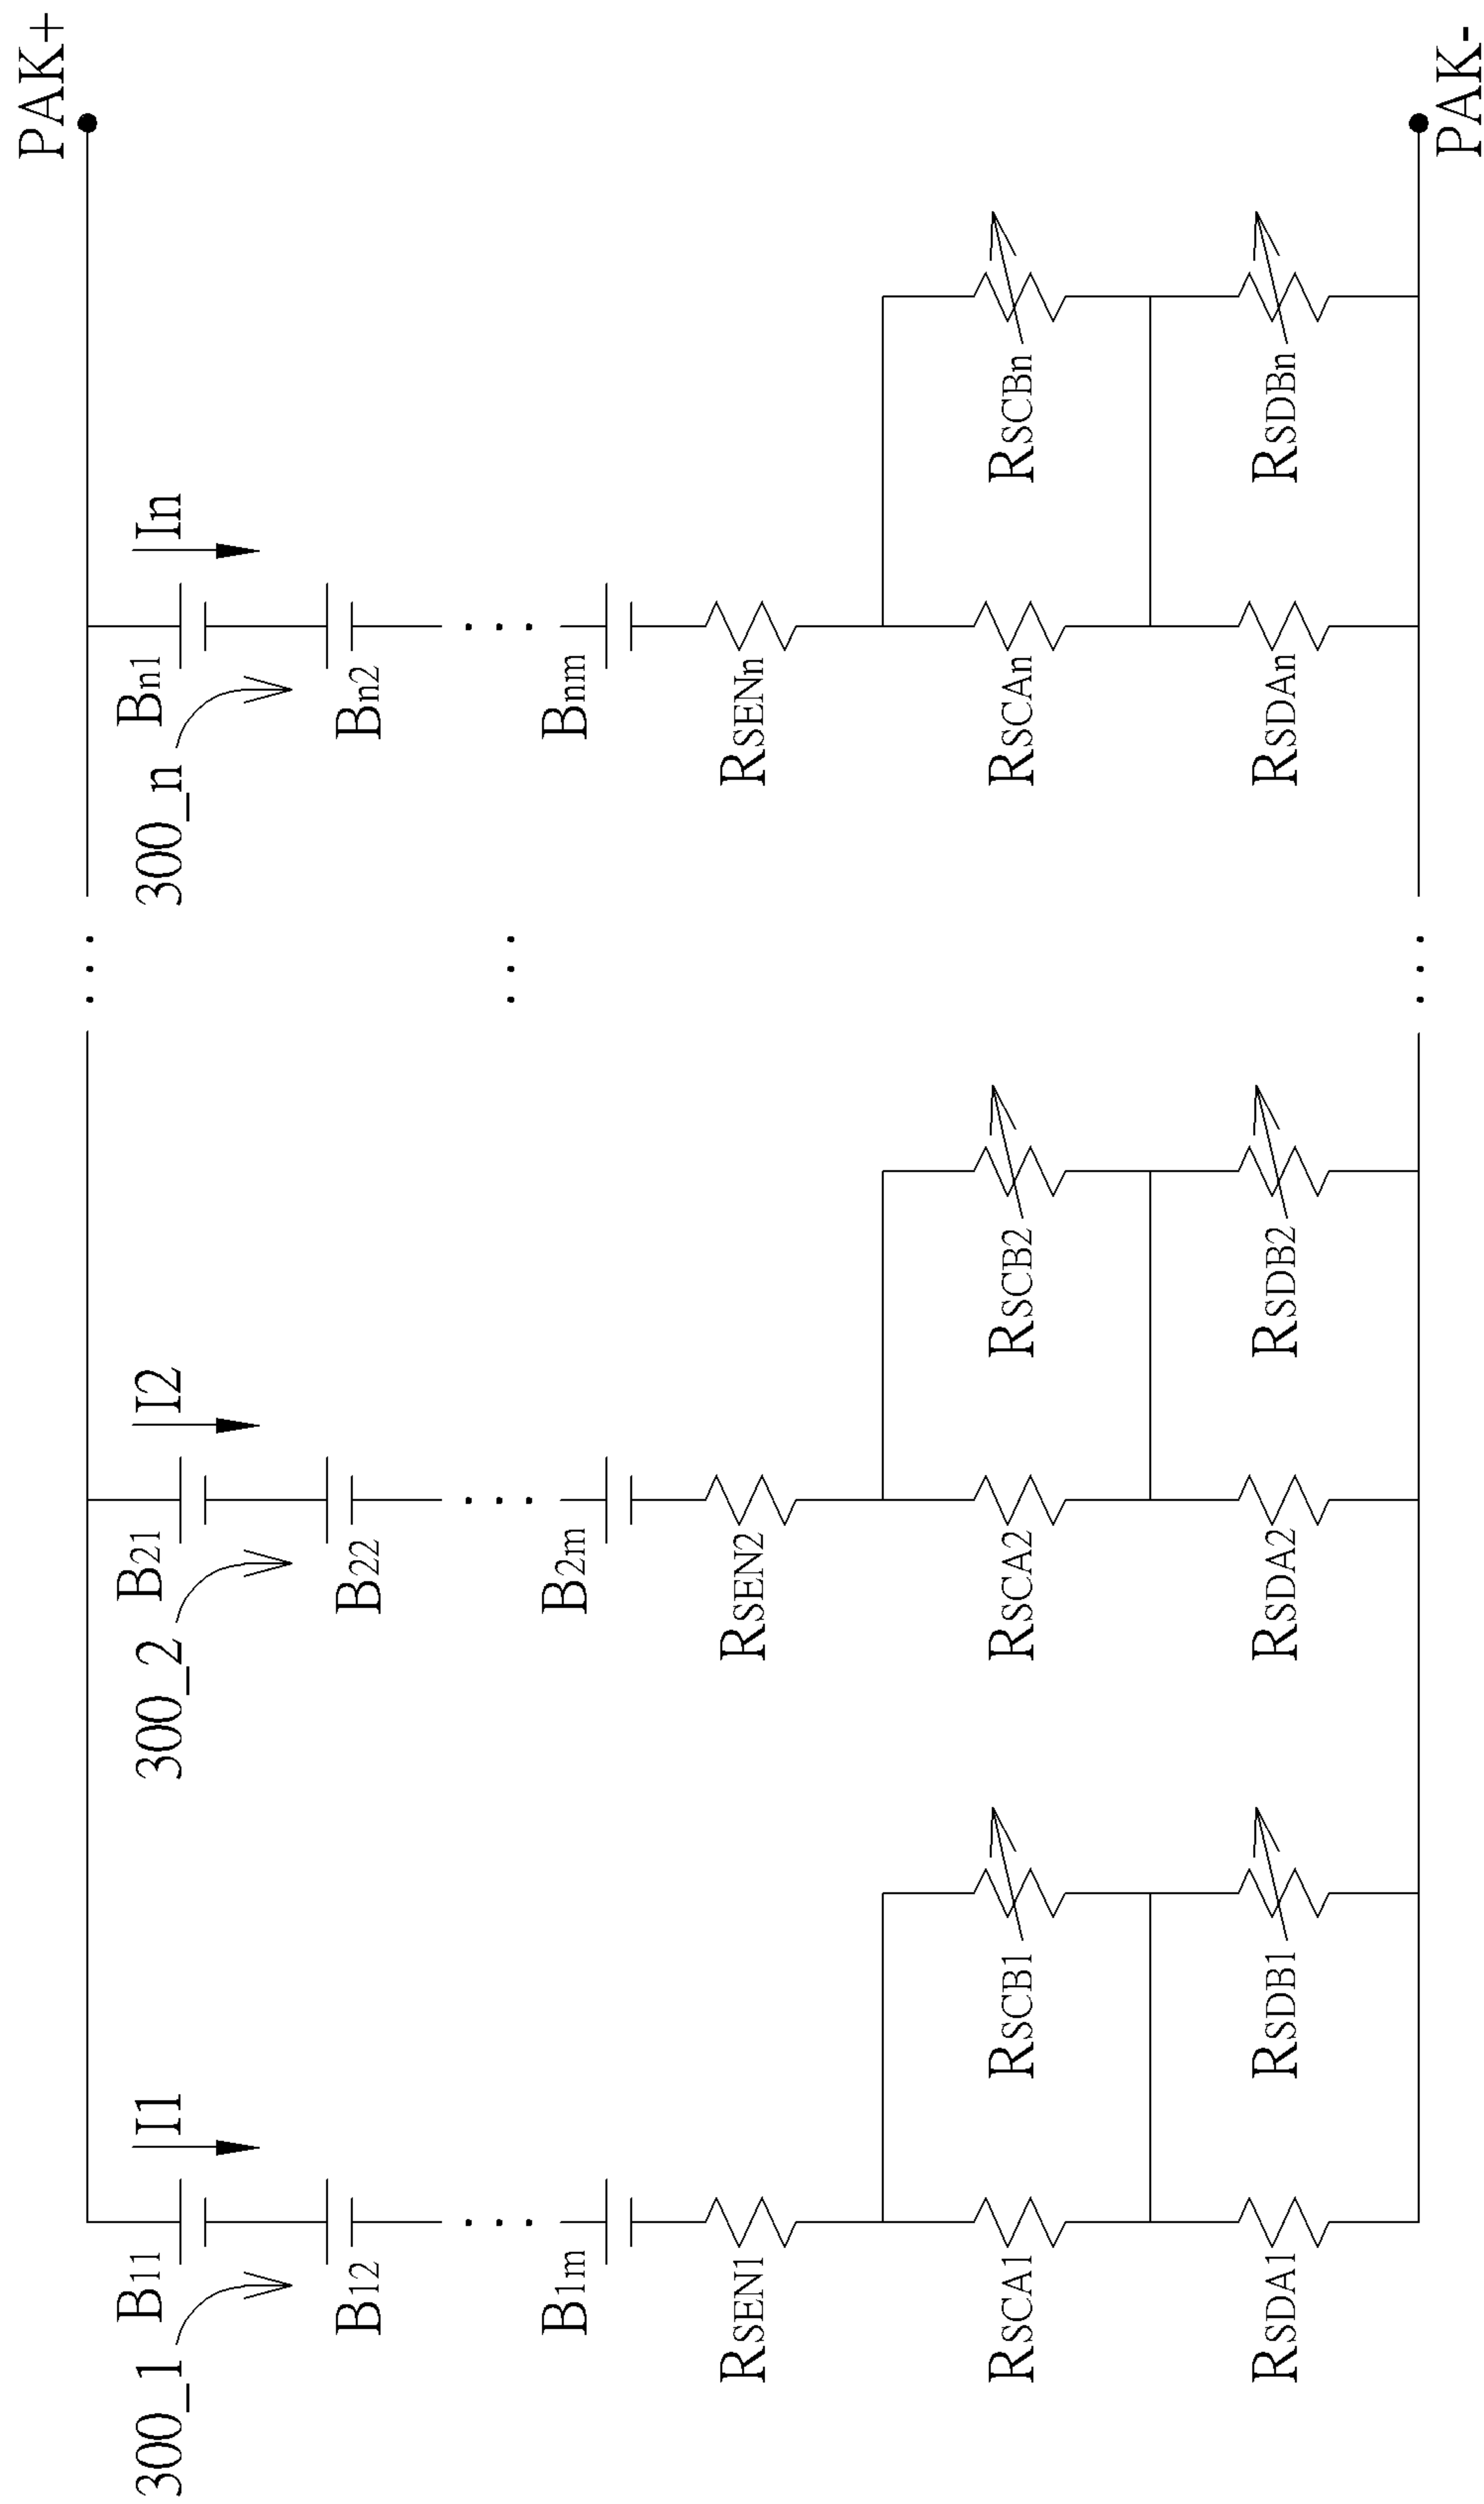 PAK+
I1
I2
In
B11
B21
Bn1
300_1
300_2
300_n
B12
B22
Bn2
B1m
B2m
Bnm
RSEN1
RSEN2
RSENn
RSCA1
RSCB1
RSCA2
RSCB2
RSCAn
RSCBn
RSDA1
RSDB1
RSDA2
RSDB2
RSDAn
RSDBn
PAK-